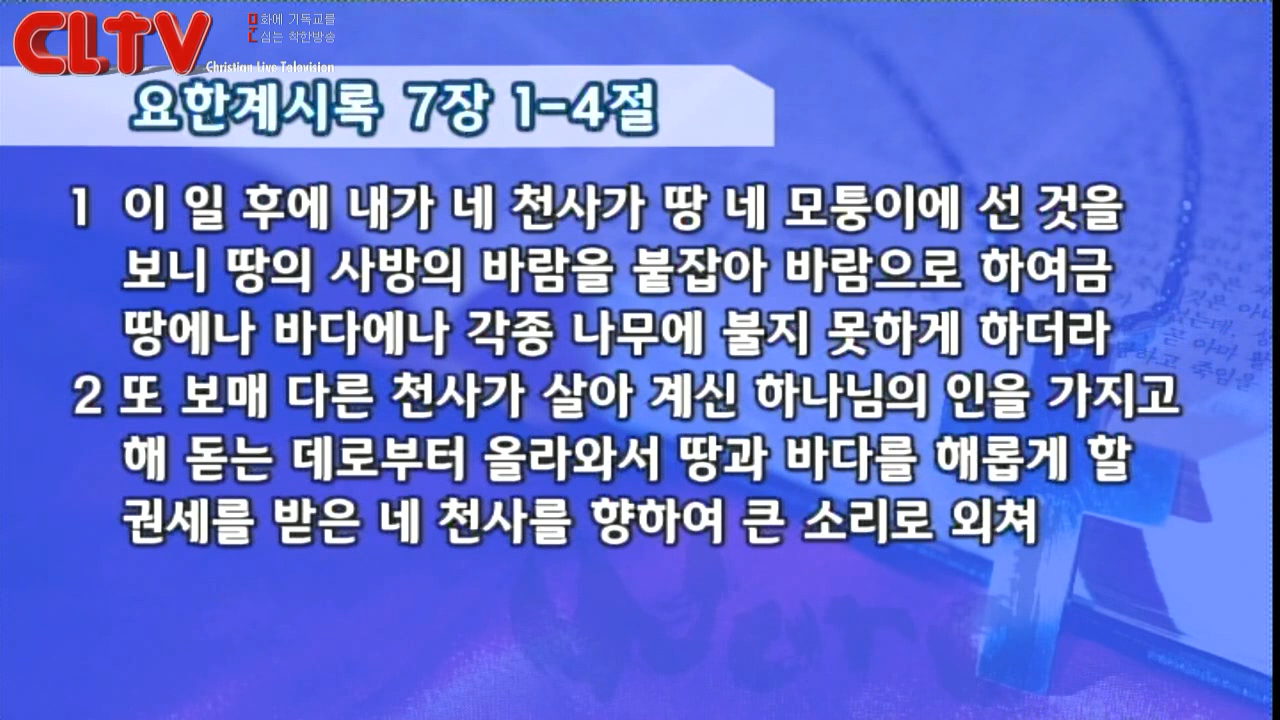 CLTV
문화에 기독교를
심는 착한방송
Christian Live Television
요한계시록 7장 1-4절
1 이 일 후에 내가 네 천사가 땅 네 모퉁이에 선 것을
보니 땅의 사방의 바람을 붙잡아 바람으로 하여금
땅에나 바다에나 각종 나무에 불지 못하게 하더라
2 또 보매 다른 천사가 살아 계신 하나님의 인을 가지고
해 돋는 데로부터 올라와서 땅과 바다를 해롭게 할
권세를 받은 네 천사를 향하여 큰 소리로 외쳐
Word